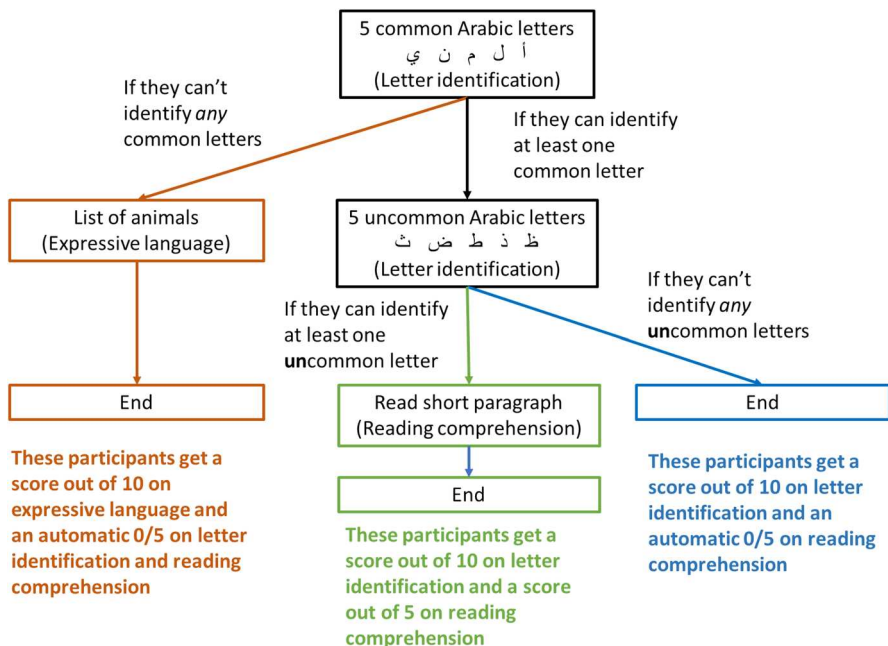 5 common Arabic letters
أ ل م ن ي
(Letter identification)
If they can’t
identify any
common letters
If they can identify
at least one
common letter
List of animals
(Expressive language)
5 uncommon Arabic letters
ظ ذ ط ض ث
(Letter identification)
If they can identify
at least one
uncommon letter
If they can’t
identify any
uncommon letters
End
These participants get a
score out of 10 on
expressive language and
an automatic 0/5 on letter
identification and reading
comprehension
Read short paragraph
(Reading comprehension)
End
These participants get a
score out of 10 on letter
identification and a score
out of 5 on reading
comprehension
End
These participants get a
score out of 10 on letter
identification and an
automatic 0/5 on reading
comprehension